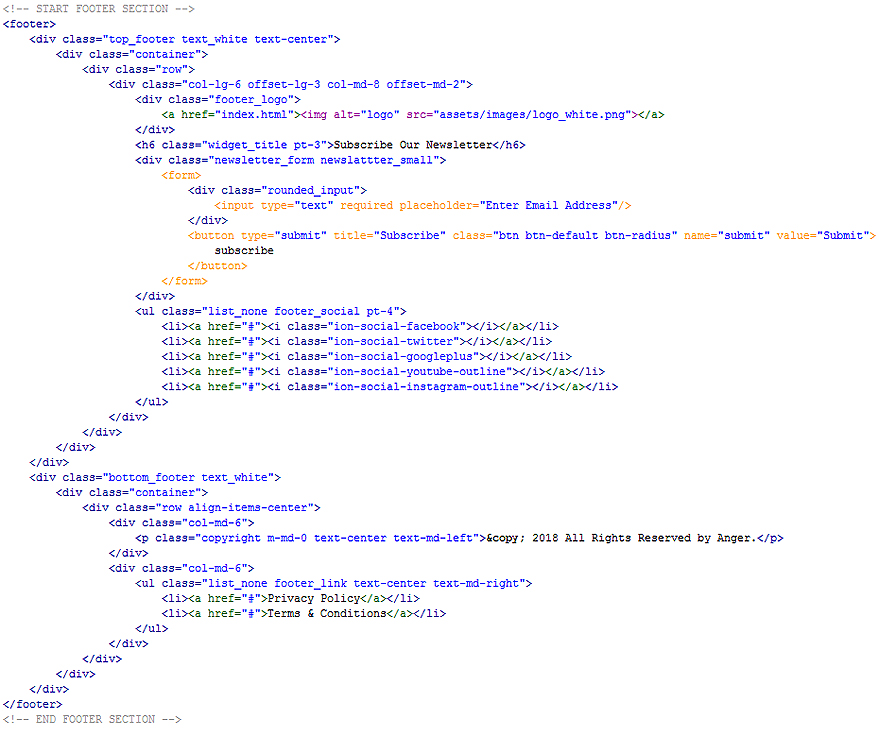 <!-- START FOOTER SECTION -->
<footer>
    <div class="top_footer text_white text-center">
        <div class="container">
            <div class="row">
                <div class="col-lg-6 offset-lg-3 col-md-8 offset-md-2">
                    <div class="footer_logo">
                        <a href="index.html"><img alt="logo" src="assets/images/logo_white.png"></a>
                    </div>
                    <h6 class="widget_title pt-3">Subscribe Our Newsletter</h6>
                    <div class="newsletter_form newslattter_small">
                        <form>
                            <div class="rounded_input">
                                <input type="text" required placeholder="Enter Email Address"/>
                            </div>
                            <button type="submit" title="Subscribe" class="btn btn-default btn-radius" name="submit" value="Submit">
                                subscribe
                            </button>
                        </form>
                    </div>
                    <ul class="list_none footer_social pt-4">
                        <li><a href="#"><i class="ion-social-facebook"></i></a></li>
                        <li><a href="#"><i class="ion-social-twitter"></i></a></li>
                        <li><a href="#"><i class="ion-social-googleplus"></i></a></li>
                        <li><a href="#"><i class="ion-social-youtube-outline"></i></a></li>
                        <li><a href="#"><i class="ion-social-instagram-outline"></i></a></li>
                    </ul>
                </div>
            </div>
        </div>
    </div>
    <div class="bottom_footer text_white">
        <div class="container">
            <div class="row align-items-center">
                <div class="col-md-6">
                    <p class="copyright m-md-0 text-center text-md-left">&copy; 2018 All Rights Reserved by Anger.</p>
                </div>
                <div class="col-md-6">
                    <ul class="list_none footer_link text-center text-md-right">
                        <li><a href="#">Privacy Policy</a></li>
                        <li><a href="#">Terms & Conditions</a></li>
                    </ul>
                </div>
            </div>
        </div>
    </div>
</footer>
<!-- END FOOTER SECTION -->